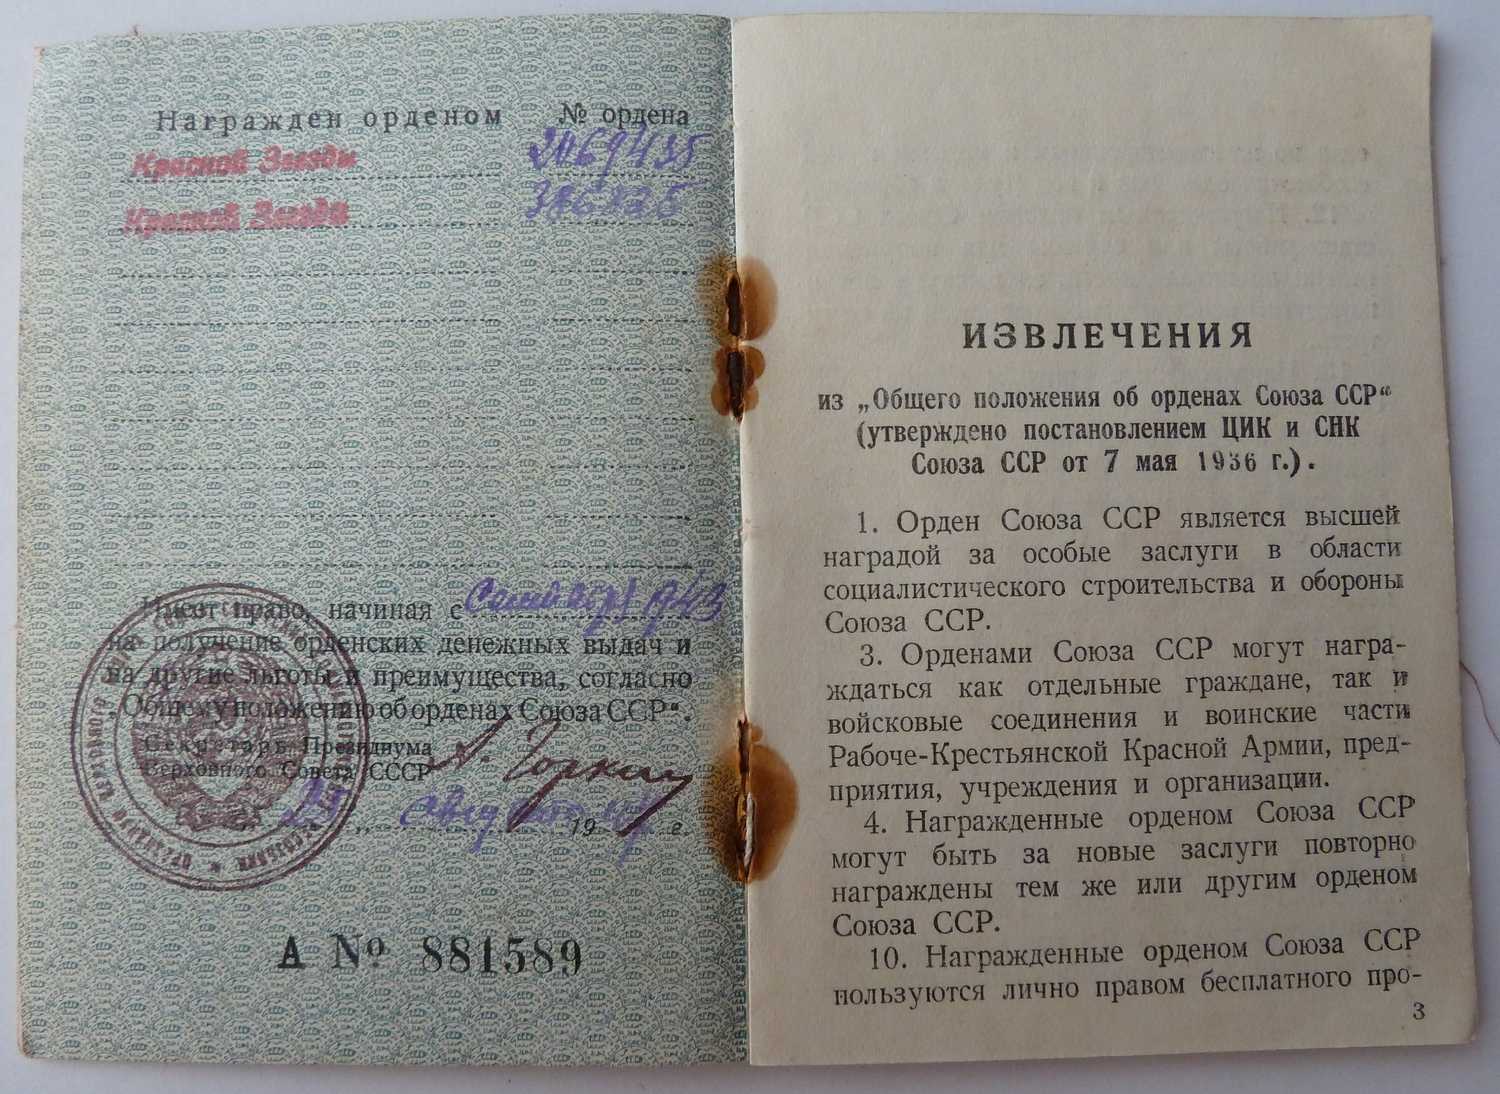 Награжден орденом № ордена
Красной Звезды 2069435
Красной Звезды
Имеет право, начиная с 1943
на получение орденских денежных выдач и
на другие льготы и преимущества, согласно
„Общему положению об орденах Союза ССР“.
Секретарь Президиума
Верховного Совета СССР А. Горкин
августа 19 г.
А № 881589
ИЗВЛЕЧЕНИЯ
из „Общего положения об орденах Союза ССР“
(утверждено постановлением ЦИК и СНК
Союза ССР от 7 мая 1936 г.).
1. Орден Союза ССР является высшей
наградой за особые заслуги в области
социалистического строительства и обороны
Союза ССР.
3. Орденами Союза ССР могут награ-
ждаться как отдельные граждане, так и
войсковые соединения и воинские части
Рабоче-Крестьянской Красной Армии, пред-
приятия, учреждения и организации.
4. Награжденные орденом Союза ССР
могут быть за новые заслуги повторно
награждены тем же или другим орденом
Союза ССР.
10. Награжденные орденом Союза ССР
пользуются лично правом бесплатного про-
3